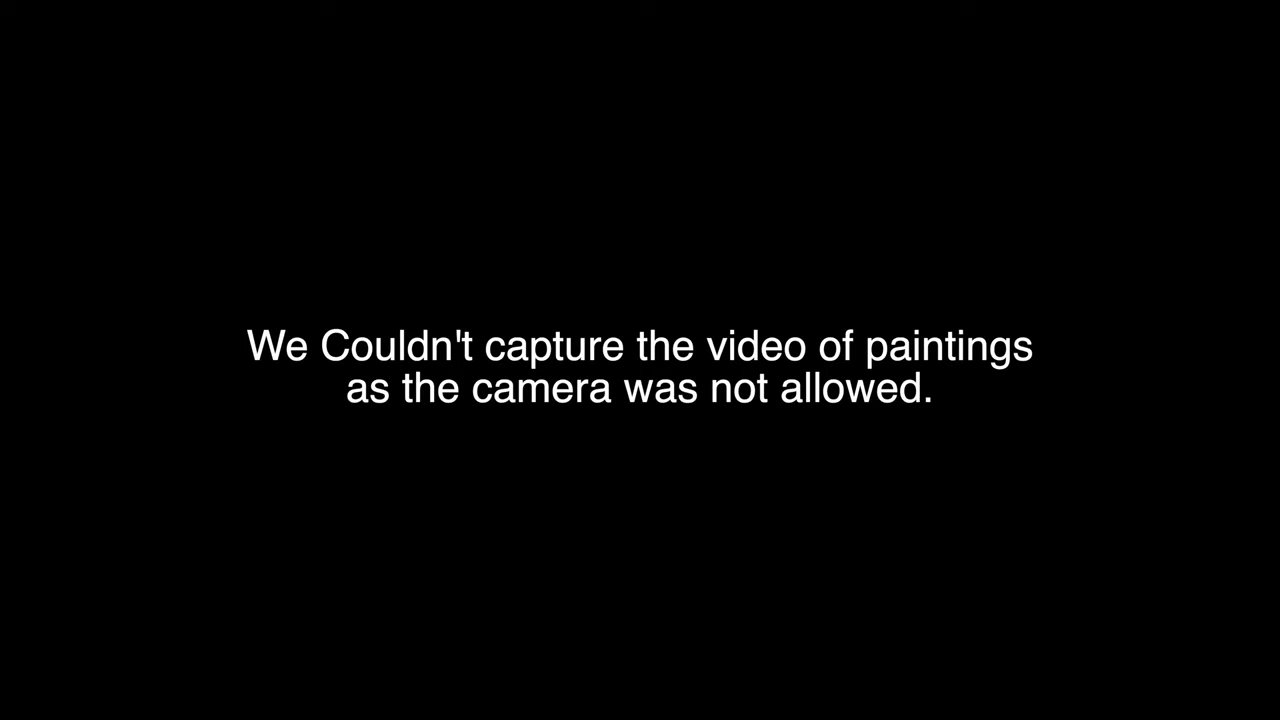 We Couldn't capture the video of paintings
as the camera was not allowed.